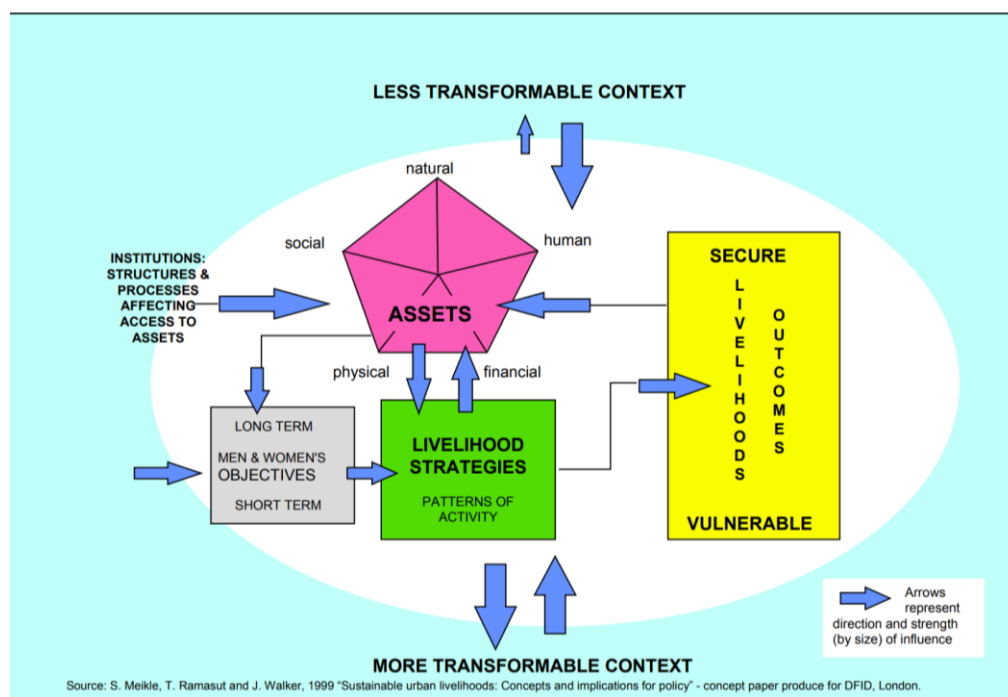 LESS TRANSFORMABLE CONTEXT
natural
social
human
INSTITUTIONS:
STRUCTURES &
PROCESSES
AFFECTING
ACCESS TO
ASSETS
ASSETS
physical
financial
SECURE
LIVELIHOODS
OUTCOMES
VULNERABLE
LONG TERM
MEN & WOMEN'S
OBJECTIVES
SHORT TERM
LIVELIHOOD
STRATEGIES
PATTERNS OF
ACTIVITY
Arrows
represent
direction and strength
(by size) of influence
MORE TRANSFORMABLE CONTEXT
Source: S. Meikle, T. Ramasut and J. Walker, 1999 “Sustainable urban livelihoods: Concepts and implications for policy” - concept paper produce for DFID, London.